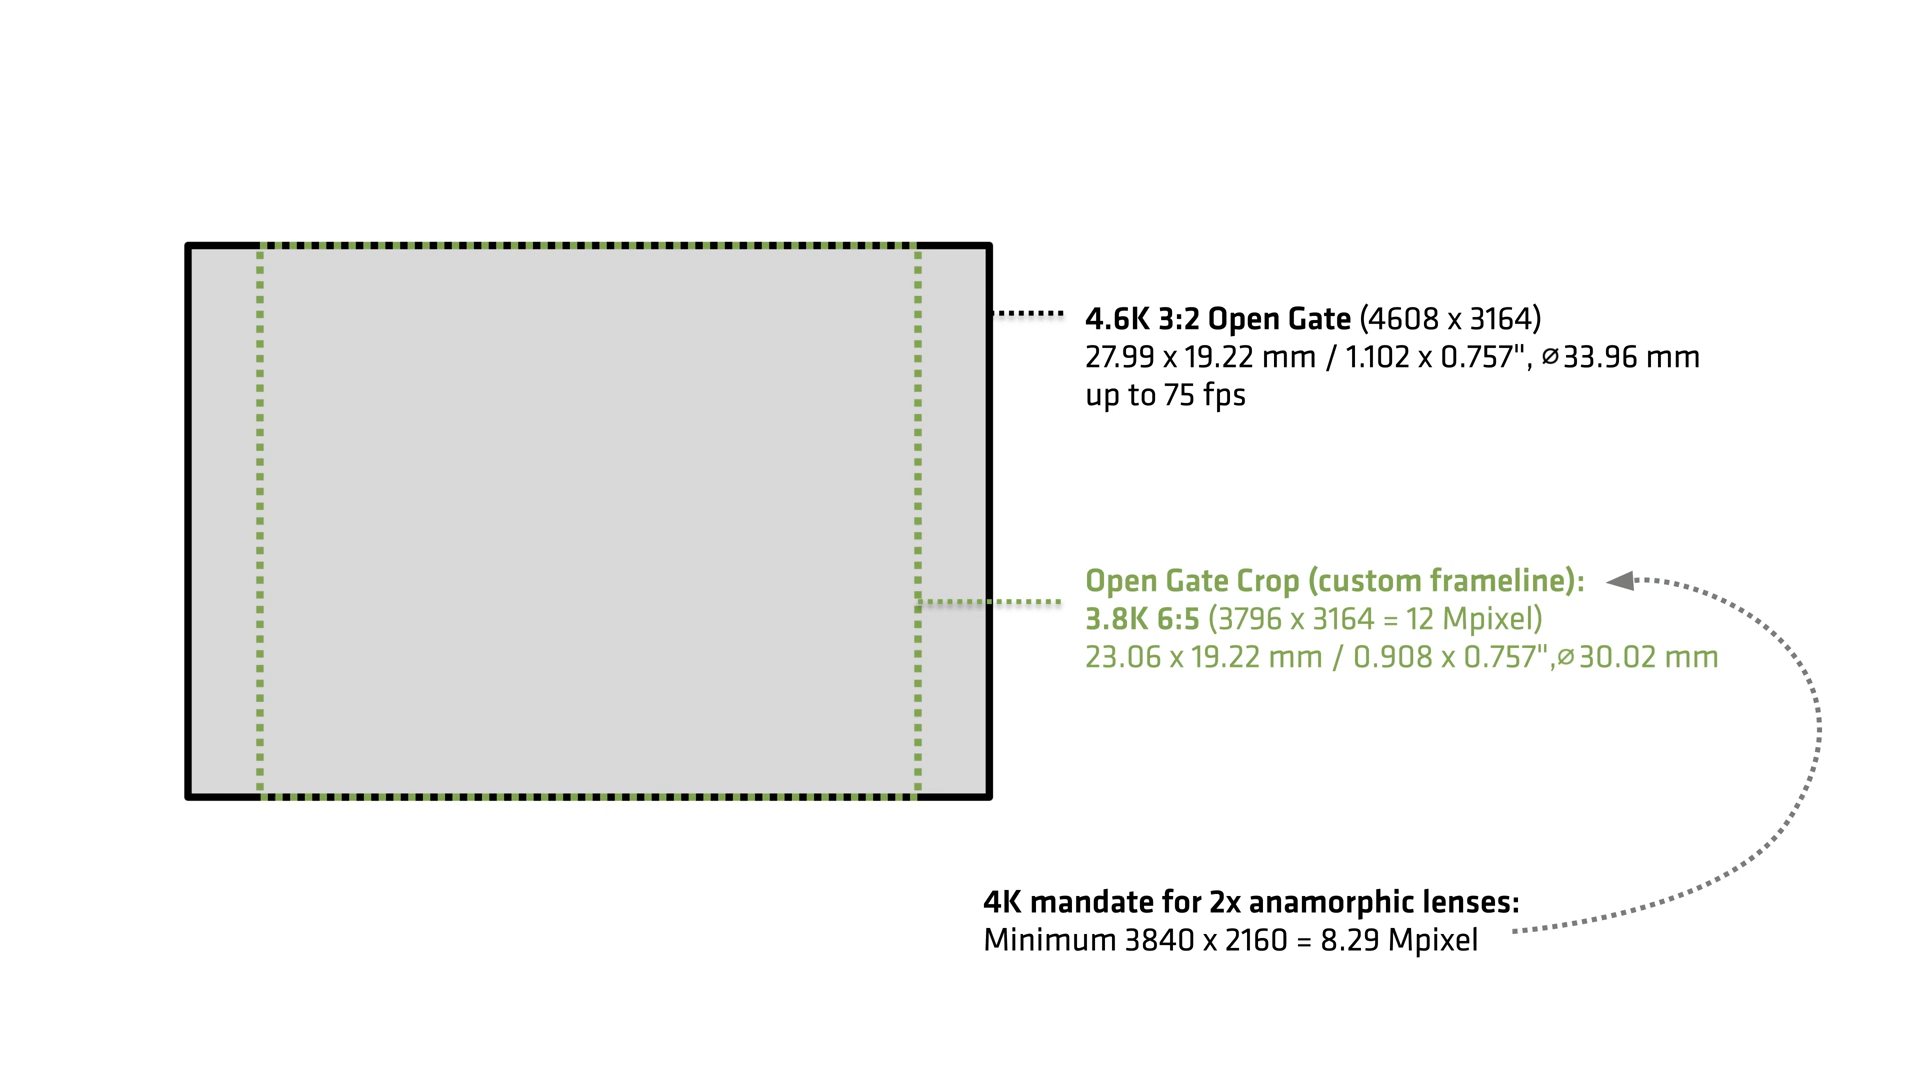 4.6K 3:2 Open Gate (4608 x 3164)
27.99 x 19.22 mm / 1.102 x 0.757", ⌀33.96 mm
up to 75 fps
Open Gate Crop (custom frameline):
3.8K 6:5 (3796 x 3164 = 12 Mpixel)
23.06 x 19.22 mm / 0.908 x 0.757",⌀30.02 mm
4K mandate for 2x anamorphic lenses:
Minimum 3840 x 2160 = 8.29 Mpixel